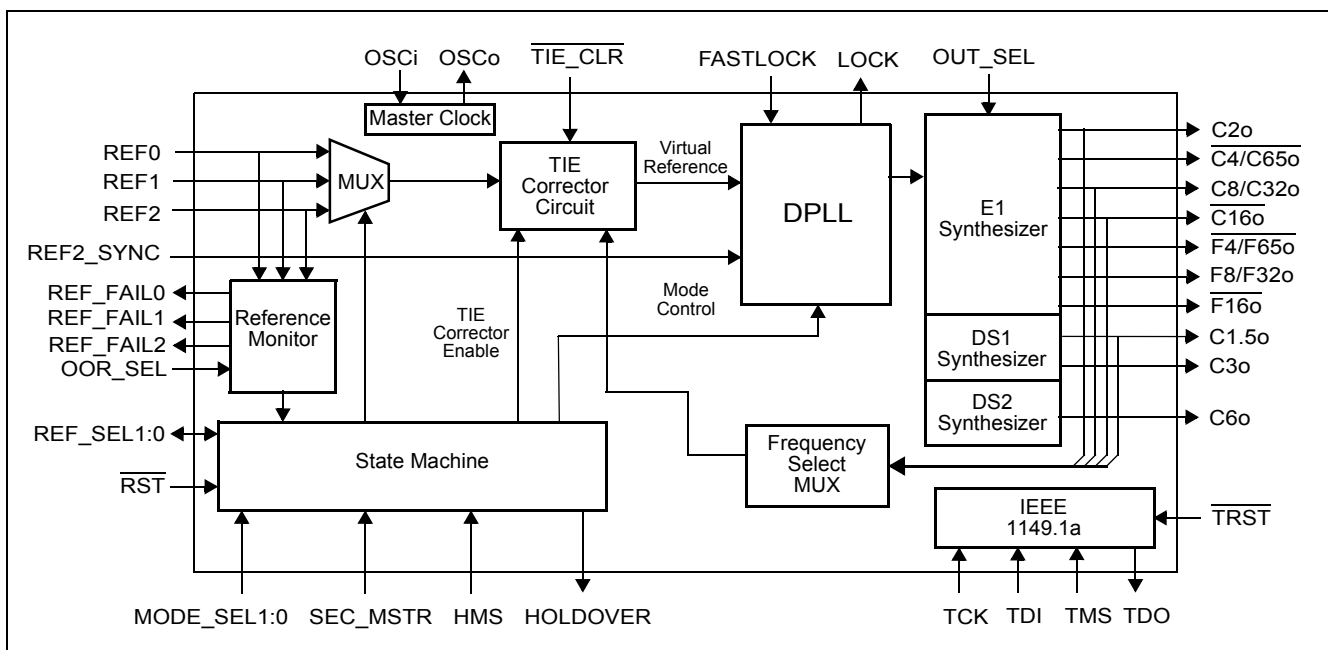 OSCi
OSCo
TIE_CLR
FASTLOCK
LOCK
OUT_SEL
Master Clock
REF0
REF1
REF2
REF2_SYNC
MUX
TIE
Corrector
Circuit
Virtual
Reference
DPLL
E1
Synthesizer
C2o
C4/C65o
C8/C32o
C16o
F4/F65o
F8/F32o
F16o
REF_FAIL0
REF_FAIL1
REF_FAIL2
OOR_SEL
Reference
Monitor
TIE
Corrector
Enable
Mode
Control
DS1
Synthesizer
C1.5o
C3o
DS2
Synthesizer
C6o
REF_SEL1:0
RST
State Machine
Frequency
Select
MUX
IEEE
1149.1a
TRST
MODE_SEL1:0
SEC_MSTR
HMS
HOLDOVER
TCK
TDI
TMS
TDO